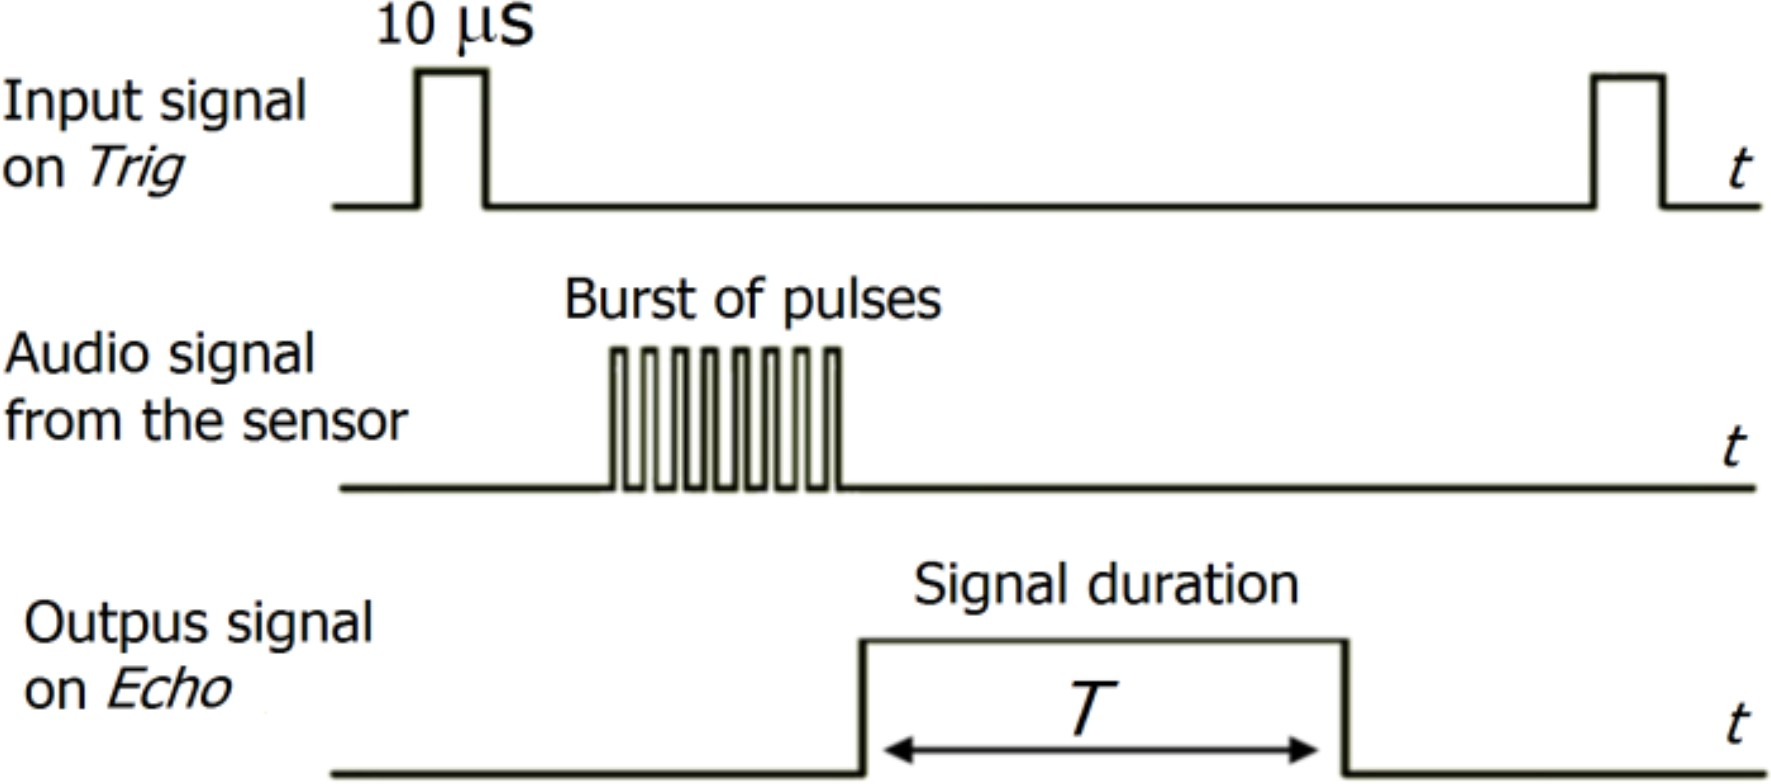 10 μs
Input signal
on Trig
t
Burst of pulses
Audio signal
from the sensor
t
Signal duration
Outpus signal
on Echo
T
t